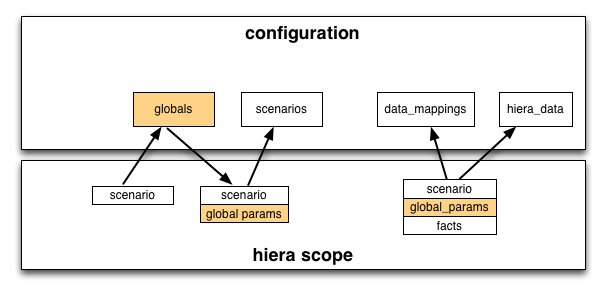 configuration
globals
scenarios
data_mappings
hiera_data
scenario
scenario
global params
scenario
global_params
facts
hiera scope